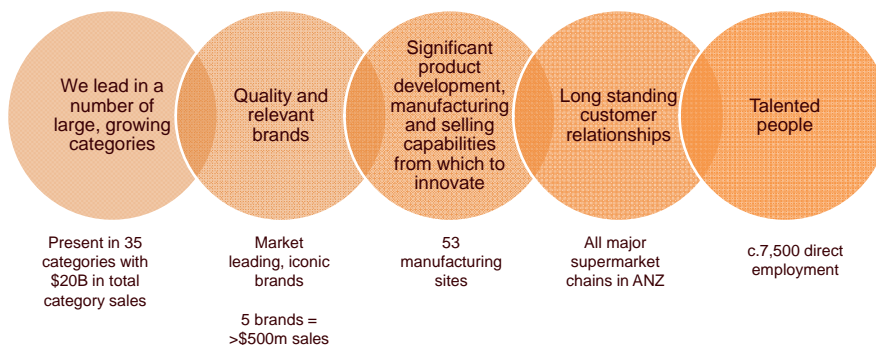 We lead in a
number of
large, growing
categories
Quality and
relevant
brands
Significant
product
development,
manufacturing
and selling
capabilities
from which to
innovate
Long standing
customer
relationships
Talented
people
Present in 35
categories with
$20B in total
category sales
Market
leading, iconic
brands
5 brands =
>$500m sales
53
manufacturing
sites
All major
supermarket
chains in ANZ
c.7,500 direct
employment